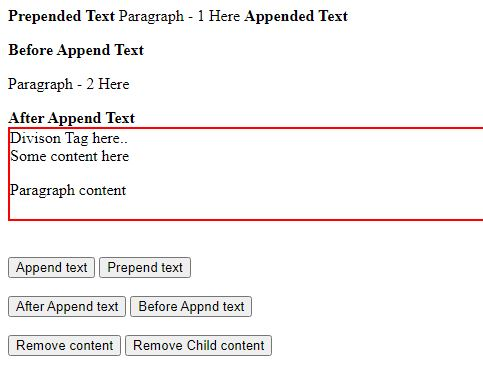 Prepended Text Paragraph - 1 Here Appended Text
Before Append Text
Paragraph - 2 Here
After Append Text
Divison Tag here..
Some content here
Paragraph content
Append text Prepend text
After Append text Before Appnd text
Remove content Remove Child content